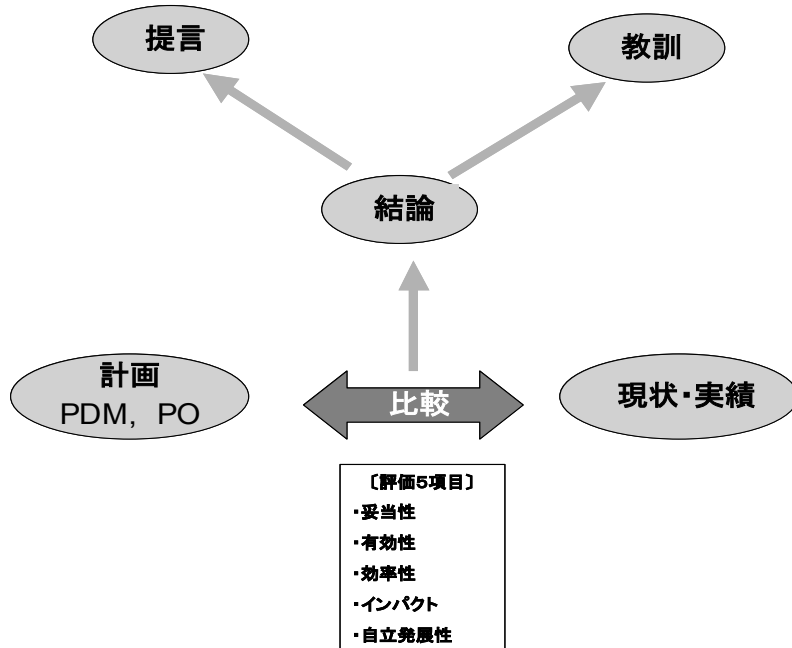 提言
教訓
結論
計画
PDM, PO
比較
現状・実績
〔評価5項目〕
・妥当性
・有効性
・効率性
・インパクト
・自立発展性